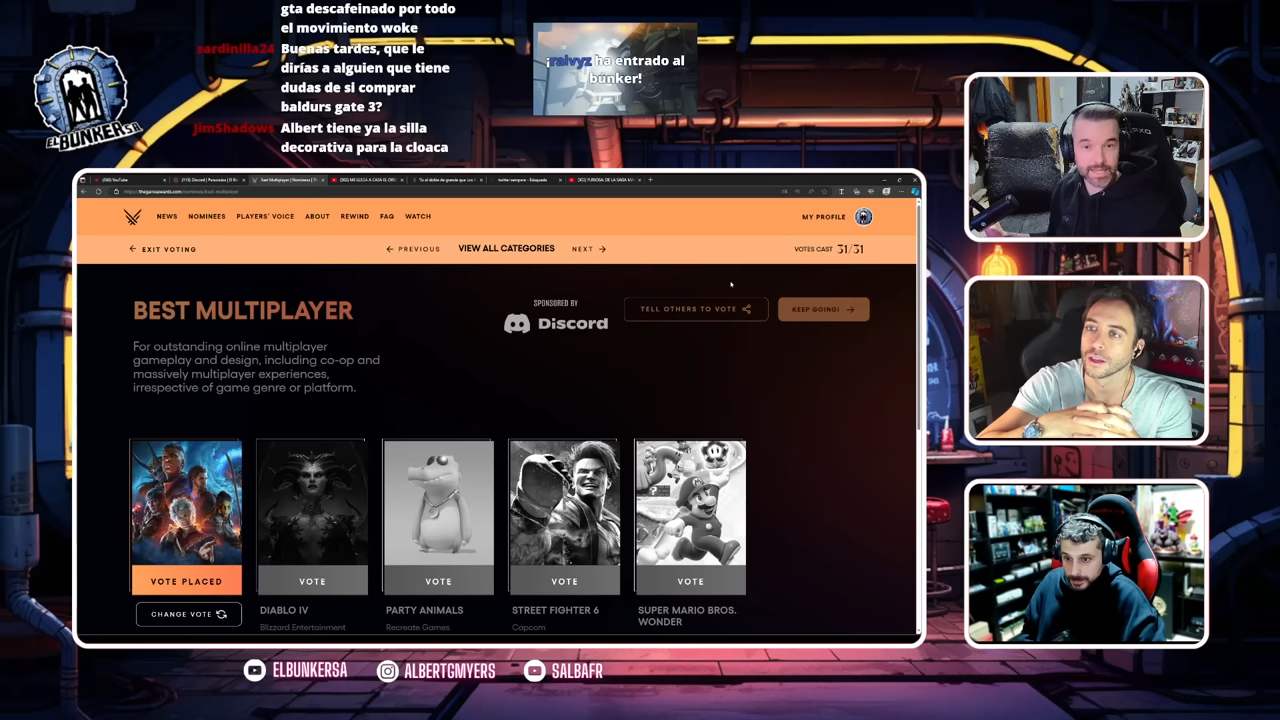 gta descafeinado por todo
el movimiento woke
sardinilla24 Buenas tardes, que le
dirías a alguien que tiene
dudas de si comprar
baldurs gate 3?
JimShadows Albert tiene ya la silla
decorativa para la cloaca
¡ralvyz ha entrado al
búnker!
ELBUNKERSA
NEWS NOMINEES PLAYERS' VOICE ABOUT REWIND FAQ WATCH
MY PROFILE
EXIT VOTING
PREVIOUS VIEW ALL CATEGORIES NEXT
VOTES CAST 31/31
BEST MULTIPLAYER
SPONSORED BY
Discord
TELL OTHERS TO VOTE
KEEP GOING!
For outstanding online multiplayer
gameplay and design, including co-op and
massively multiplayer experiences,
irrespective of game genre or platform.
VOTE PLACED VOTE VOTE VOTE VOTE
CHANGE VOTE
DIABLO IV
Blizzard Entertainment
PARTY ANIMALS
Recreate Games
STREET FIGHTER 6
Capcom
SUPER MARIO BROS.
WONDER
ELBUNKERSA ALBERTGMYERS SALBAFR